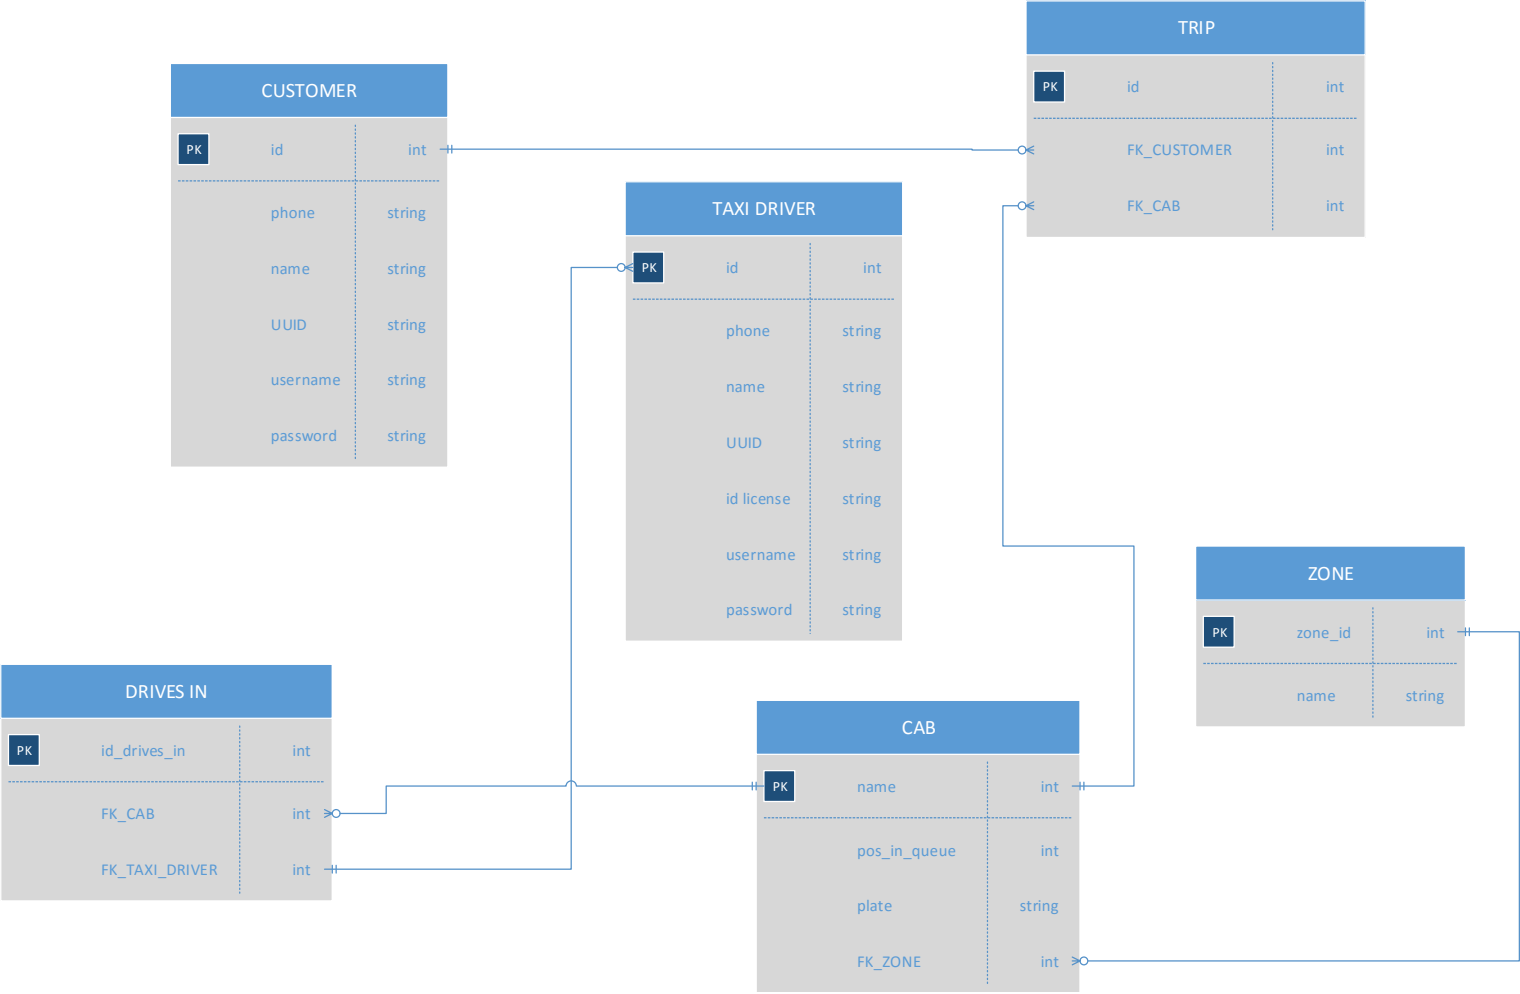 CUSTOMER
PK id int
phone string
name string
UUID string
username string
password string
TAXI DRIVER
PK id int
phone string
name string
UUID string
id license string
username string
password string
TRIP
PK id int
FK_CUSTOMER int
FK_CAB int
DRIVES IN
PK id_drives_in int
FK_CAB int
FK_TAXI_DRIVER int
CAB
PK name int
pos_in_queue int
plate string
FK_ZONE int
ZONE
PK zone_id int
name string